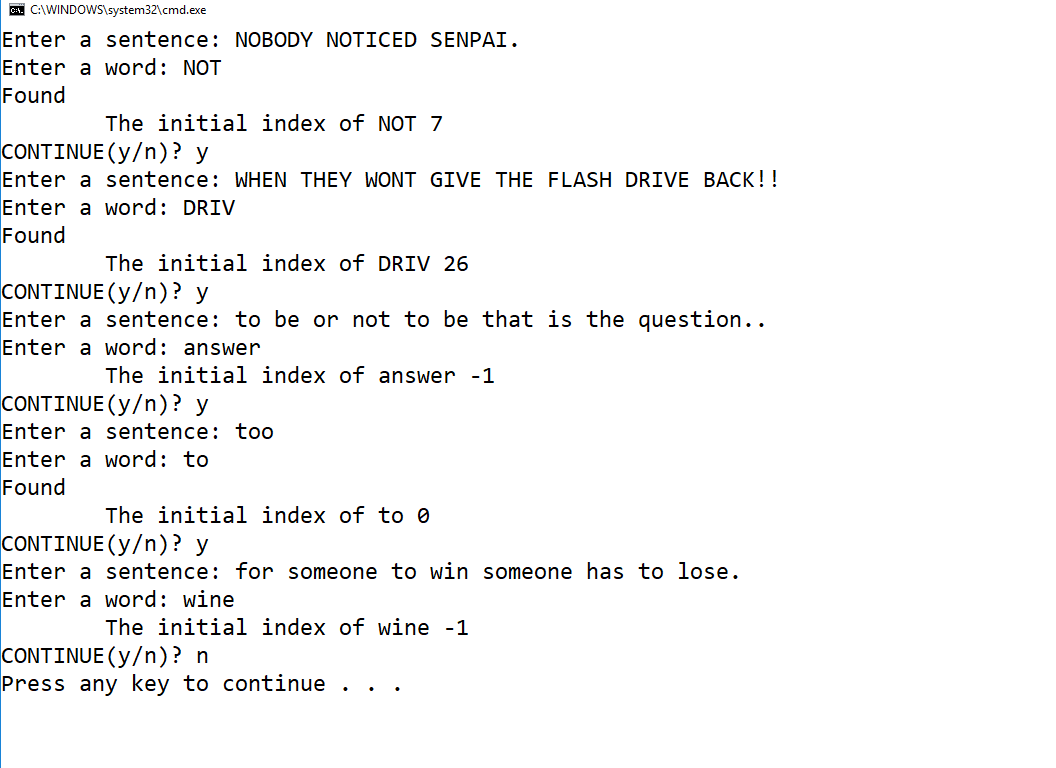 C:\WINDOWS\system32\cmd.exe
Enter a sentence: NOBODY NOTICED SENPAI.
Enter a word: NOT
Found
        The initial index of NOT 7
CONTINUE(y/n)? y
Enter a sentence: WHEN THEY WONT GIVE THE FLASH DRIVE BACK!!
Enter a word: DRIV
Found
        The initial index of DRIV 26
CONTINUE(y/n)? y
Enter a sentence: to be or not to be that is the question..
Enter a word: answer
        The initial index of answer -1
CONTINUE(y/n)? y
Enter a sentence: too
Enter a word: to
Found
        The initial index of to 0
CONTINUE(y/n)? y
Enter a sentence: for someone to win someone has to lose.
Enter a word: wine
        The initial index of wine -1
CONTINUE(y/n)? n
Press any key to continue . . .